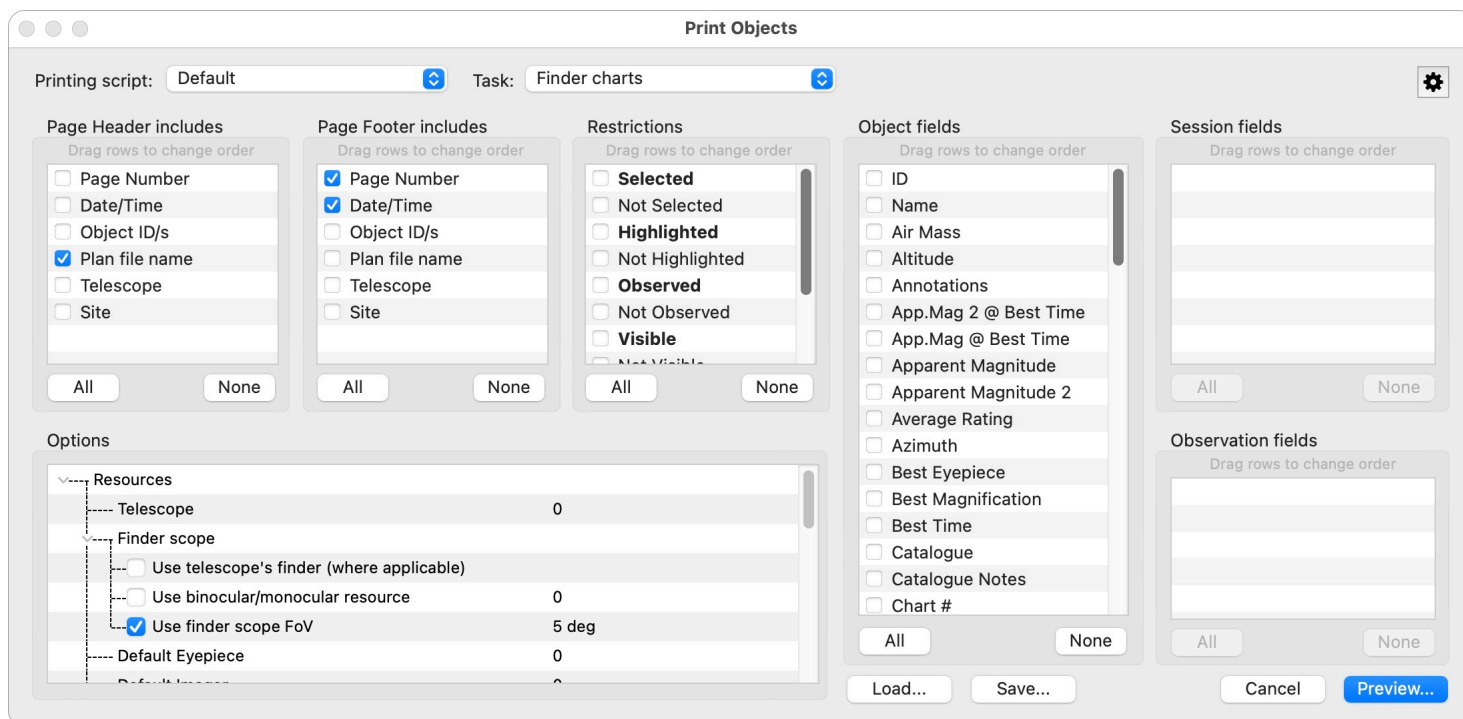 Print Objects
Printing script: Default Task: Finder charts
Page Header includes
Drag rows to change order
Page Number
Date/Time
Object ID/s
Plan file name
Telescope
Site
All None
Page Footer includes
Drag rows to change order
Page Number
Date/Time
Object ID/s
Plan file name
Telescope
Site
All None
Restrictions
Drag rows to change order
Selected
Not Selected
Highlighted
Not Highlighted
Observed
Not Observed
Visible
Not Visible
All None
Object fields
Drag rows to change order
ID
Name
Air Mass
Altitude
Annotations
App.Mag 2 @ Best Time
App.Mag @ Best Time
Apparent Magnitude
Apparent Magnitude 2
Average Rating
Azimuth
Best Eyepiece
Best Magnification
Best Time
Catalogue
Catalogue Notes
Chart #
All None
Session fields
Drag rows to change order
All None
Observation fields
Drag rows to change order
All None
Options
Resources
Telescope 0
Finder scope
Use telescope's finder (where applicable)
Use binocular/monocular resource 0
Use finder scope FoV 5 deg
Default Eyepiece 0
Default Imager 0
Load... Save... Cancel Preview...